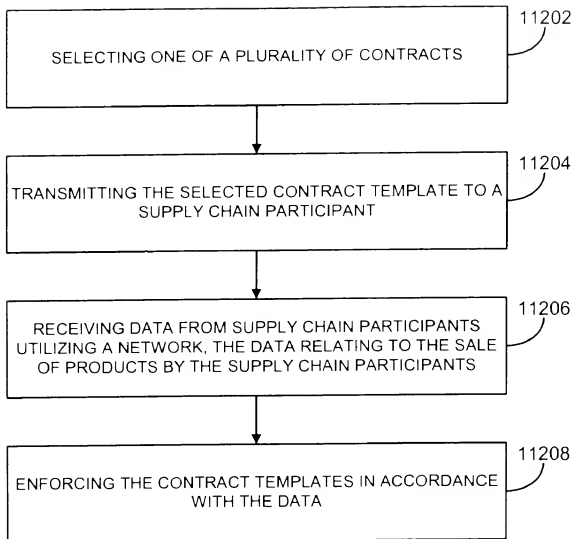 11202
SELECTING ONE OF A PLURALITY OF CONTRACTS
11204
TRANSMITTING THE SELECTED CONTRACT TEMPLATE TO A
SUPPLY CHAIN PARTICIPANT
11206
RECEIVING DATA FROM SUPPLY CHAIN PARTICIPANTS
UTILIZING A NETWORK, THE DATA RELATING TO THE SALE
OF PRODUCTS BY THE SUPPLY CHAIN PARTICIPANTS
11208
ENFORCING THE CONTRACT TEMPLATES IN ACCORDANCE
WITH THE DATA